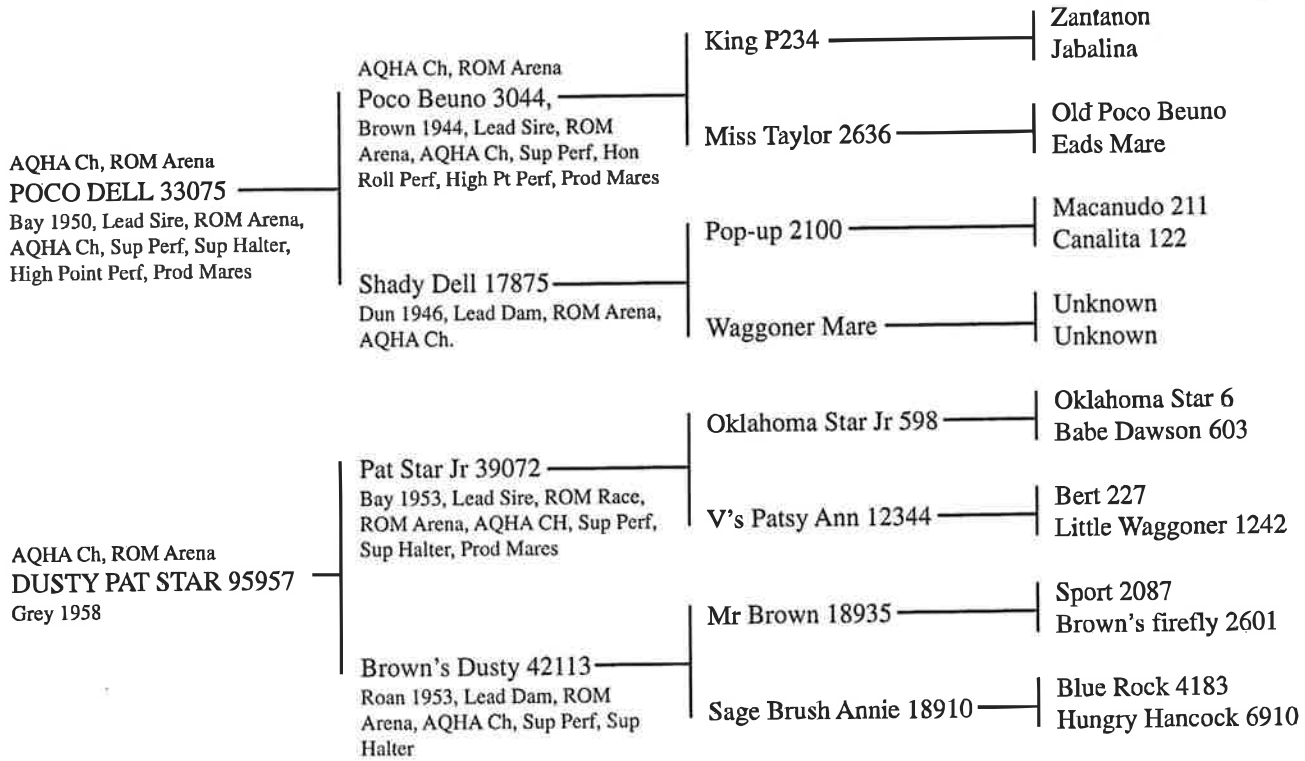 AQHA Ch, ROM Arena
POCO DELL 33075
Bay 1950, Lead Sire, ROM Arena,
AQHA Ch, Sup Perf, Sup Halter,
High Point Perf, Prod Mares
AQHA Ch, ROM Arena
Poco Beuno 3044,
Brown 1944, Lead Sire, ROM
Arena, AQHA Ch, Sup Perf, Hon
Roll Perf, High Pt Perf, Prod Mares
King P234
Zantanon
Jabalina
Miss Taylor 2636
Old Poco Beuno
Eads Mare
Shady Dell 17875
Dun 1946, Lead Dam, ROM Arena,
AQHA Ch.
Pop-up 2100
Macanudo 211
Canalita 122
Waggoner Mare
Unknown
Unknown
AQHA Ch, ROM Arena
DUSTY PAT STAR 95957
Grey 1958
Pat Star Jr 39072
Bay 1953, Lead Sire, ROM Race,
ROM Arena, AQHA CH, Sup Perf,
Sup Halter, Prod Mares
Oklahoma Star Jr 598
Oklahoma Star 6
Babe Dawson 603
V's Patsy Ann 12344
Bert 227
Little Waggoner 1242
Brown's Dusty 42113
Roan 1953, Lead Dam, ROM
Arena, AQHA Ch, Sup Perf, Sup
Halter
Mr Brown 18935
Sport 2087
Brown's firefly 2601
Sage Brush Annie 18910
Blue Rock 4183
Hungry Hancock 6910